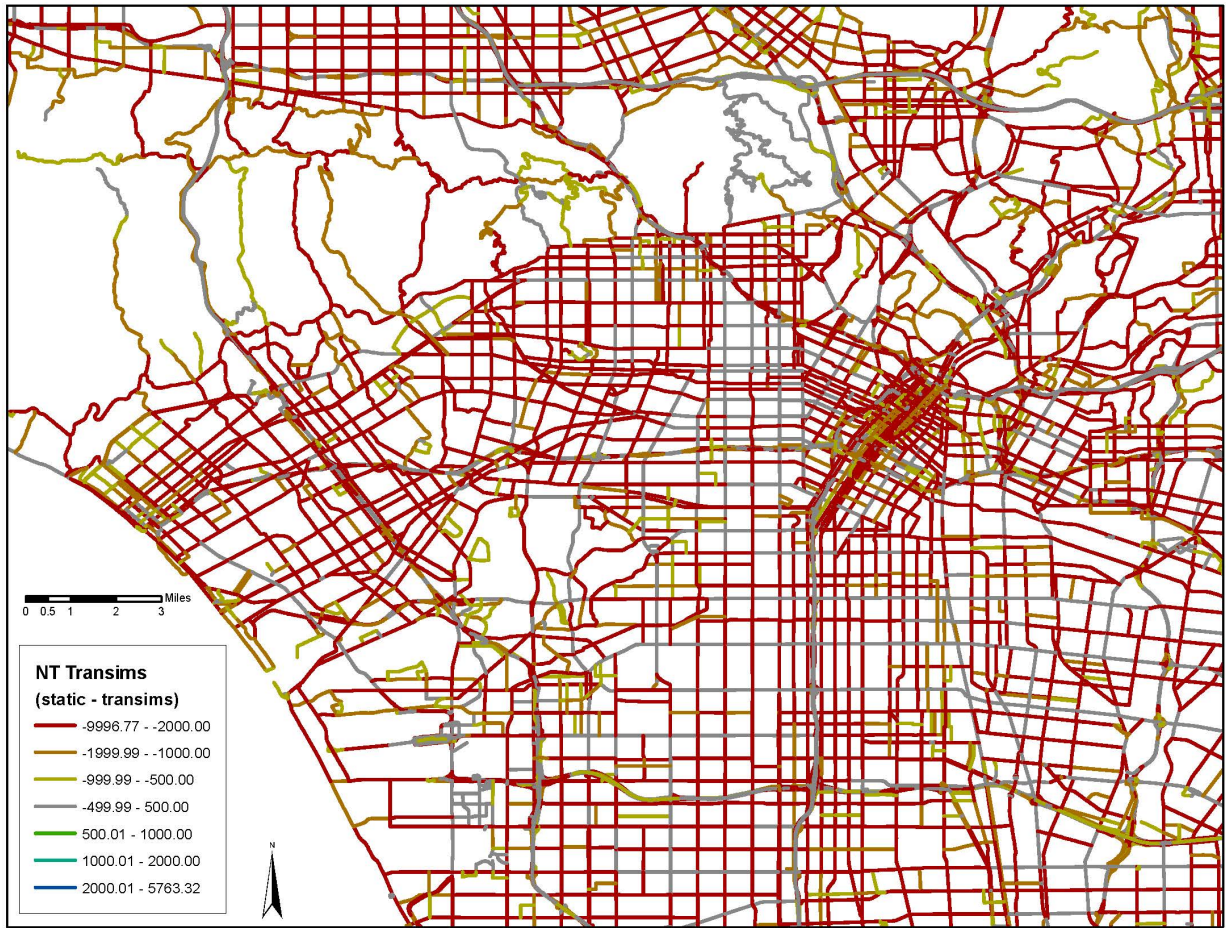 Miles
0 0.5 1 2 3
NT Transims
(static - transims)
-9996.77 - -2000.00
-1999.99 - -1000.00
-999.99 - -500.00
-499.99 - 500.00
500.01 - 1000.00
1000.01 - 2000.00
2000.01 - 5763.32
N